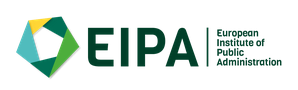 EIPA
European
Institute of
Public
Administration